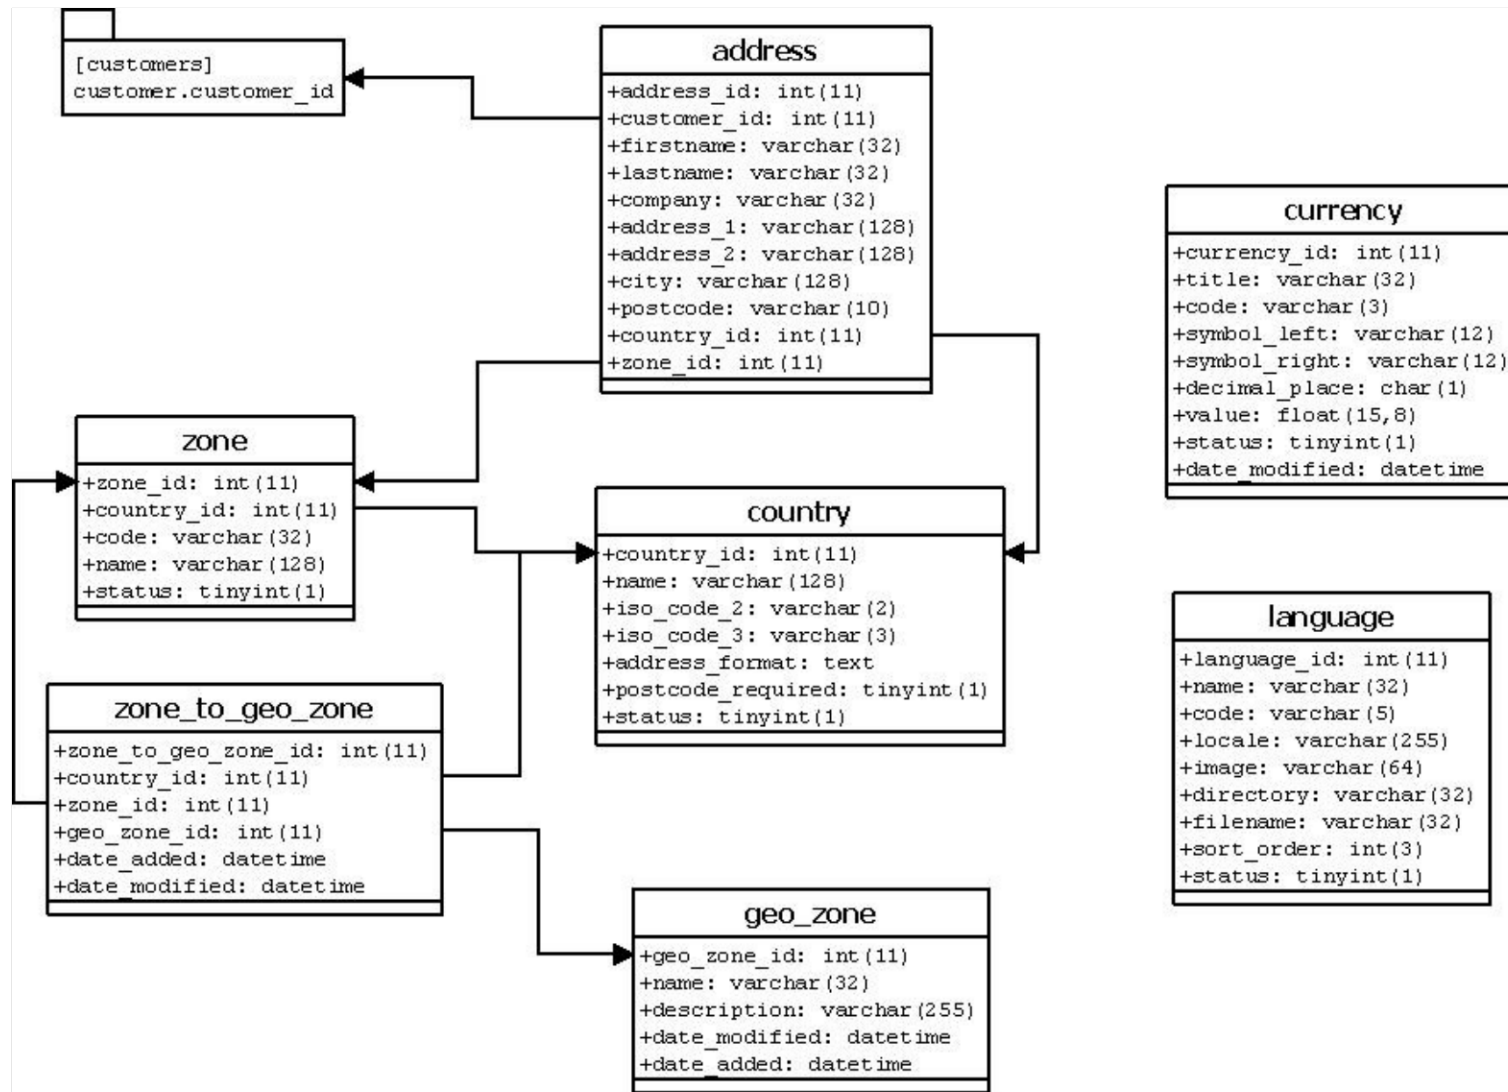 [customers]
customer.customer_id
address
+address_id: int(11)
+customer_id: int(11)
+firstname: varchar(32)
+lastname: varchar(32)
+company: varchar(32)
+address_1: varchar(128)
+address_2: varchar(128)
+city: varchar(128)
+postcode: varchar(10)
+country_id: int(11)
+zone_id: int(11)
currency
+currency_id: int(11)
+title: varchar(32)
+code: varchar(3)
+symbol_left: varchar(12)
+symbol_right: varchar(12)
+decimal_place: char(1)
+value: float(15,8)
+status: tinyint(1)
+date_modified: datetime
zone
+zone_id: int(11)
+country_id: int(11)
+code: varchar(32)
+name: varchar(128)
+status: tinyint(1)
country
+country_id: int(11)
+name: varchar(128)
+iso_code_2: varchar(2)
+iso_code_3: varchar(3)
+address_format: text
+postcode_required: tinyint(1)
+status: tinyint(1)
language
+language_id: int(11)
+name: varchar(32)
+code: varchar(5)
+locale: varchar(255)
+image: varchar(64)
+directory: varchar(32)
+filename: varchar(32)
+sort_order: int(3)
+status: tinyint(1)
zone_to_geo_zone
+zone_to_geo_zone_id: int(11)
+country_id: int(11)
+zone_id: int(11)
+geo_zone_id: int(11)
+date_added: datetime
+date_modified: datetime
geo_zone
+geo_zone_id: int(11)
+name: varchar(32)
+description: varchar(255)
+date_modified: datetime
+date_added: datetime